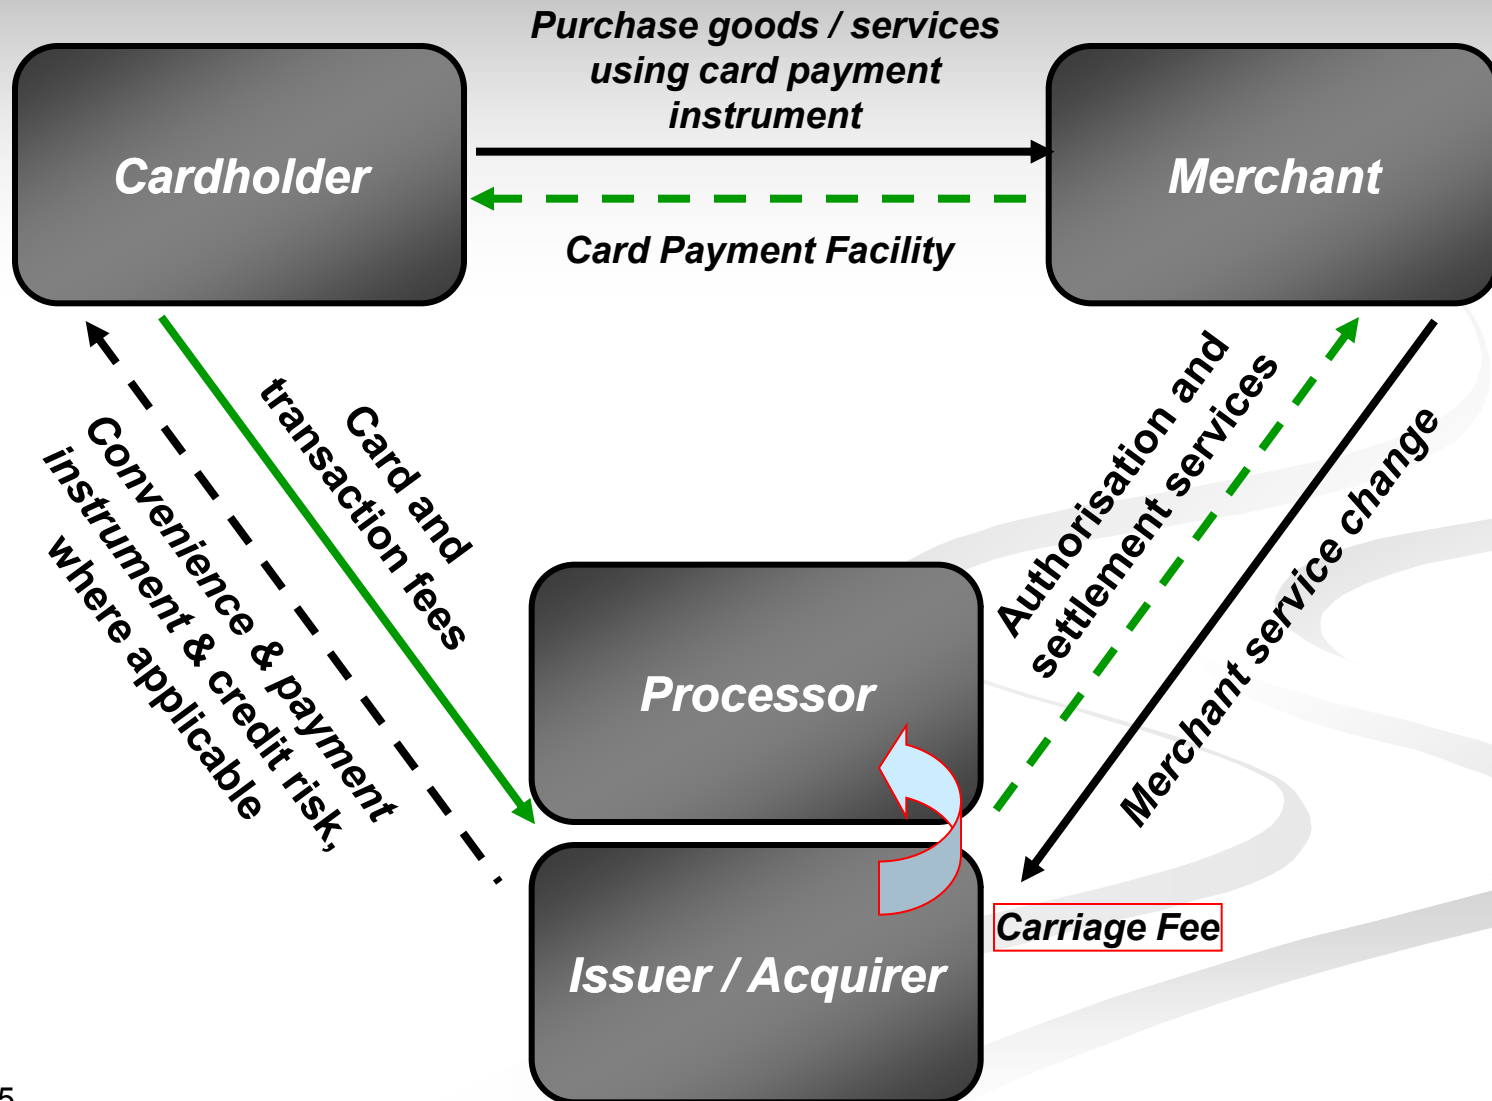 Purchase goods / services
using card payment
instrument
Cardholder
Merchant
Card Payment Facility
Card and
transaction fees
Convenience & payment
instrument & credit risk,
where applicable
Authorisation and
settlement services
Merchant service change
Processor
Carriage Fee
Issuer / Acquirer
5